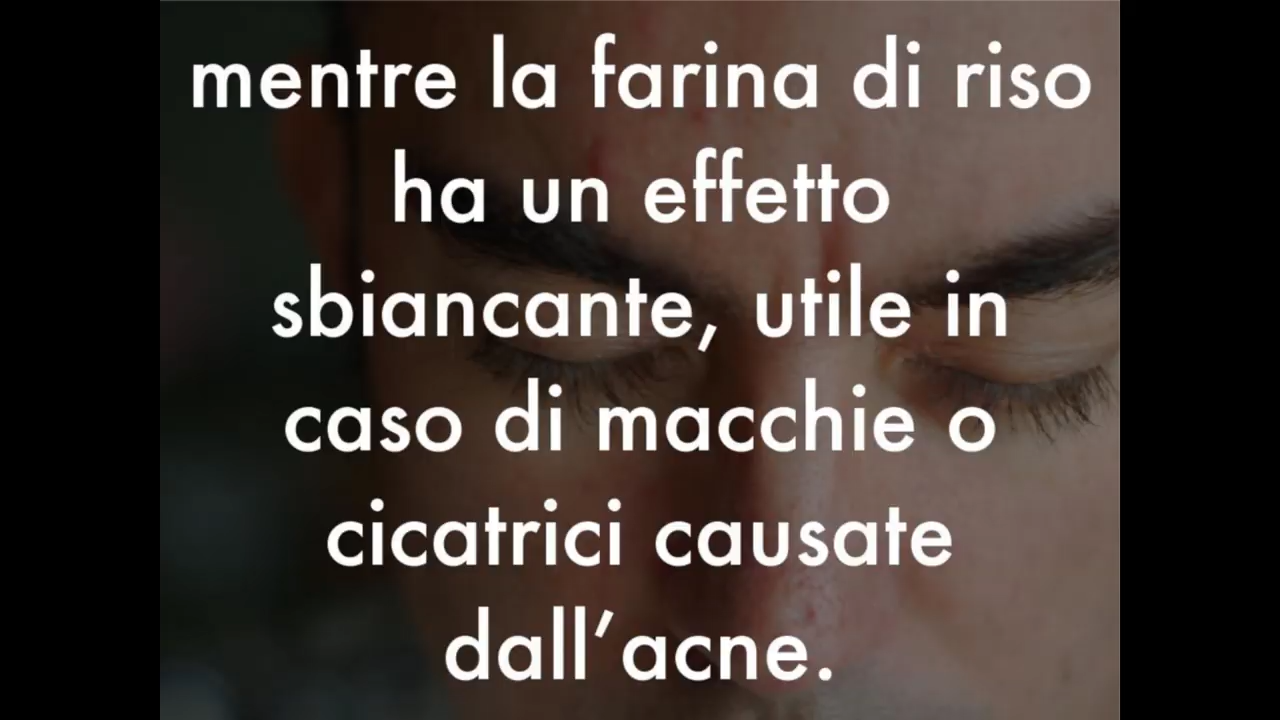 mentre la farina di riso
ha un effetto
sbiancante, utile in
caso di macchie o
cicatrici causate
dall’acne.